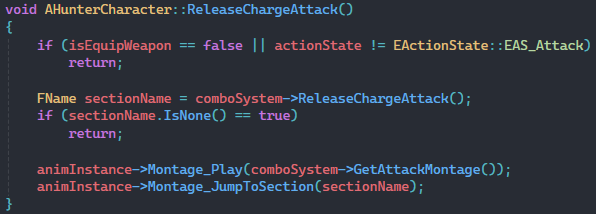 void AHunterCharacter::ReleaseChargeAttack()
{
if (isEquipWeapon == false || actionState != EActionState::EAS_Attack)
return;
FName sectionName = comboSystem->ReleaseChargeAttack();
if (sectionName.IsNone() == true)
return;
animInstance->Montage_Play(comboSystem->GetAttackMontage());
animInstance->Montage_JumpToSection(sectionName);
}